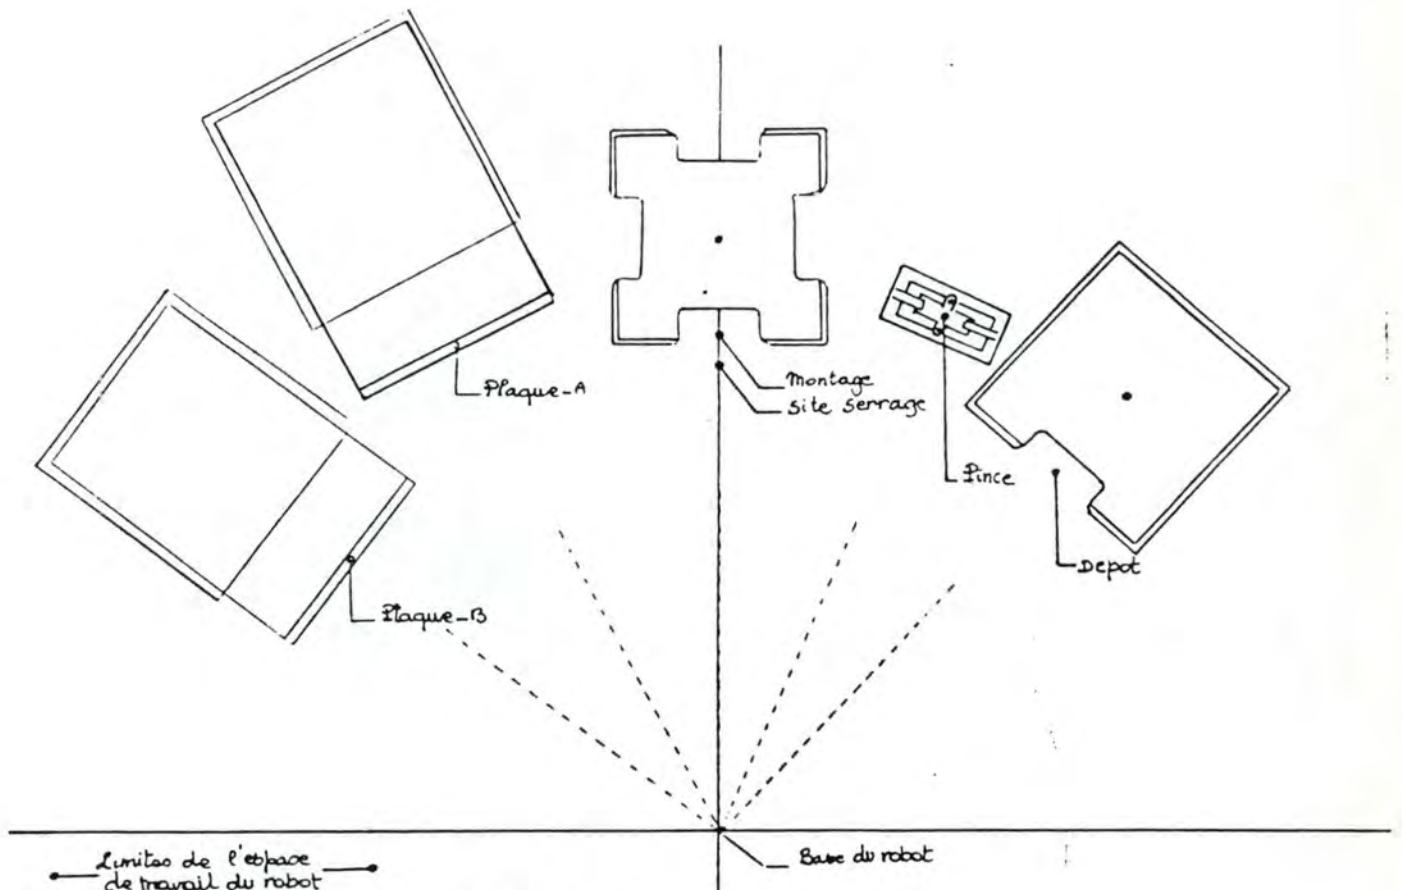 Plaque-A
Montage
Site serrage
Pince
Depot
Plaque-B
Base du robot
Limites de l'espace
de travail du robot